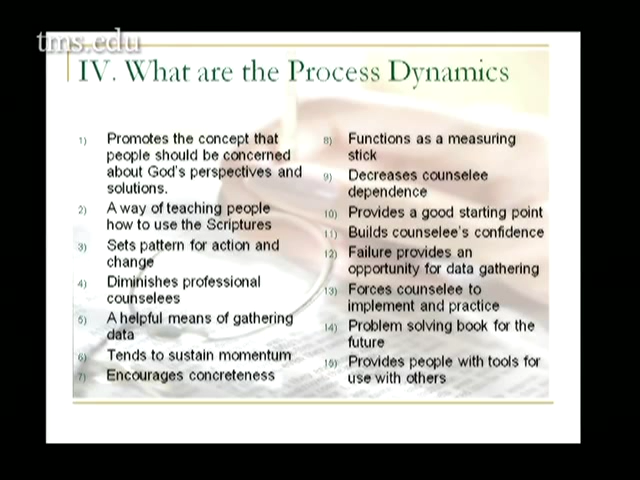 tms.edu
IV. What are the Process Dynamics
1) Promotes the concept that
people should be concerned
about God's perspectives and
solutions.
2) A way of teaching people
how to use the Scriptures
3) Sets pattern for action and
change
4) Diminishes professional
counselees
5) A helpful means of gathering
data
6) Tends to sustain momentum
7) Encourages concreteness
8) Functions as a measuring
stick
9) Decreases counselee
dependence
10) Provides a good starting point
11) Builds counselee's confidence
12) Failure provides an
opportunity for data gathering
13) Forces counselee to
implement and practice
14) Problem solving book for the
future
15) Provides people with tools for
use with others